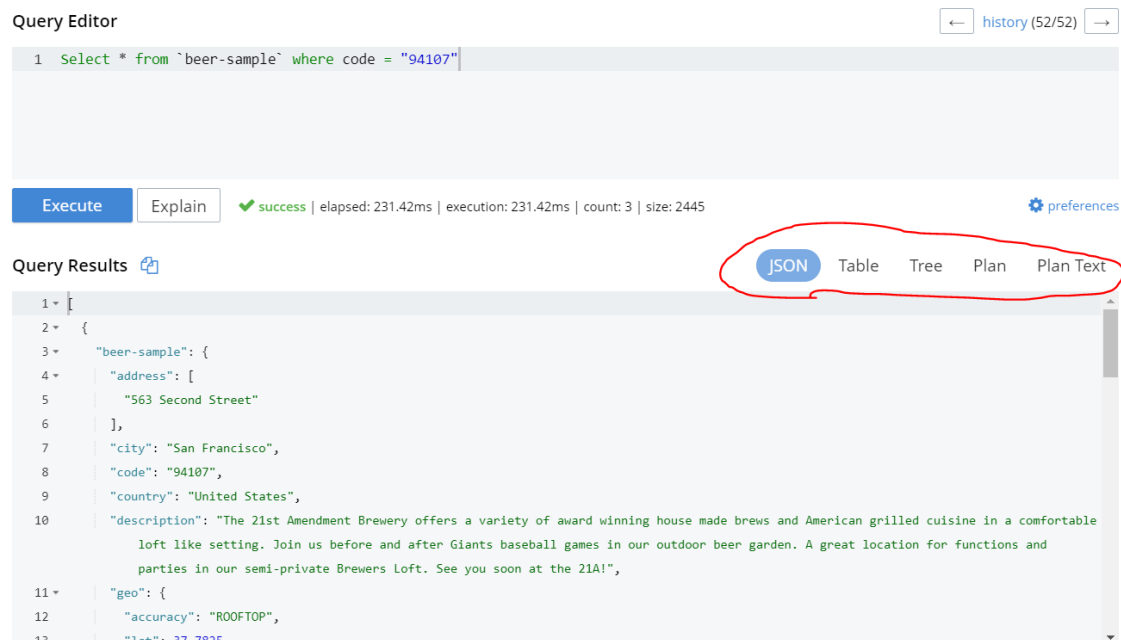 Query Editor
← history (52/52) →
1 Select * from `beer-sample` where code = "94107"
Execute Explain success | elapsed: 231.42ms | execution: 231.42ms | count: 3 | size: 2445 preferences
Query Results JSON Table Tree Plan Plan Text
1 [
2 {
3 "beer-sample": {
4 "address": [
5 "563 Second Street"
6 ],
7 "city": "San Francisco",
8 "code": "94107",
9 "country": "United States",
10 "description": "The 21st Amendment Brewery offers a variety of award winning house made brews and American grilled cuisine in a comfortable
loft like setting. Join us before and after Giants baseball games in our outdoor beer garden. A great location for functions and
parties in our semi-private Brewers Loft. See you soon at the 21A!",
11 "geo": {
12 "accuracy": "ROOFTOP",
13 "lat": 37.7825